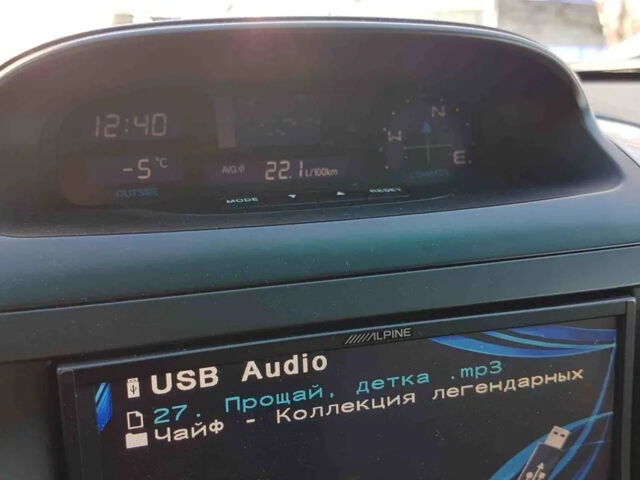 12:40
N
W
E
-5°C
AVG. 22.1 L/100km
OUTSIDE
COMPASS
MODE ▼ ▲ RESET
ALPINE
USB Audio
27. Прощай, детка .mp3
Чайф - Коллекция легендарных